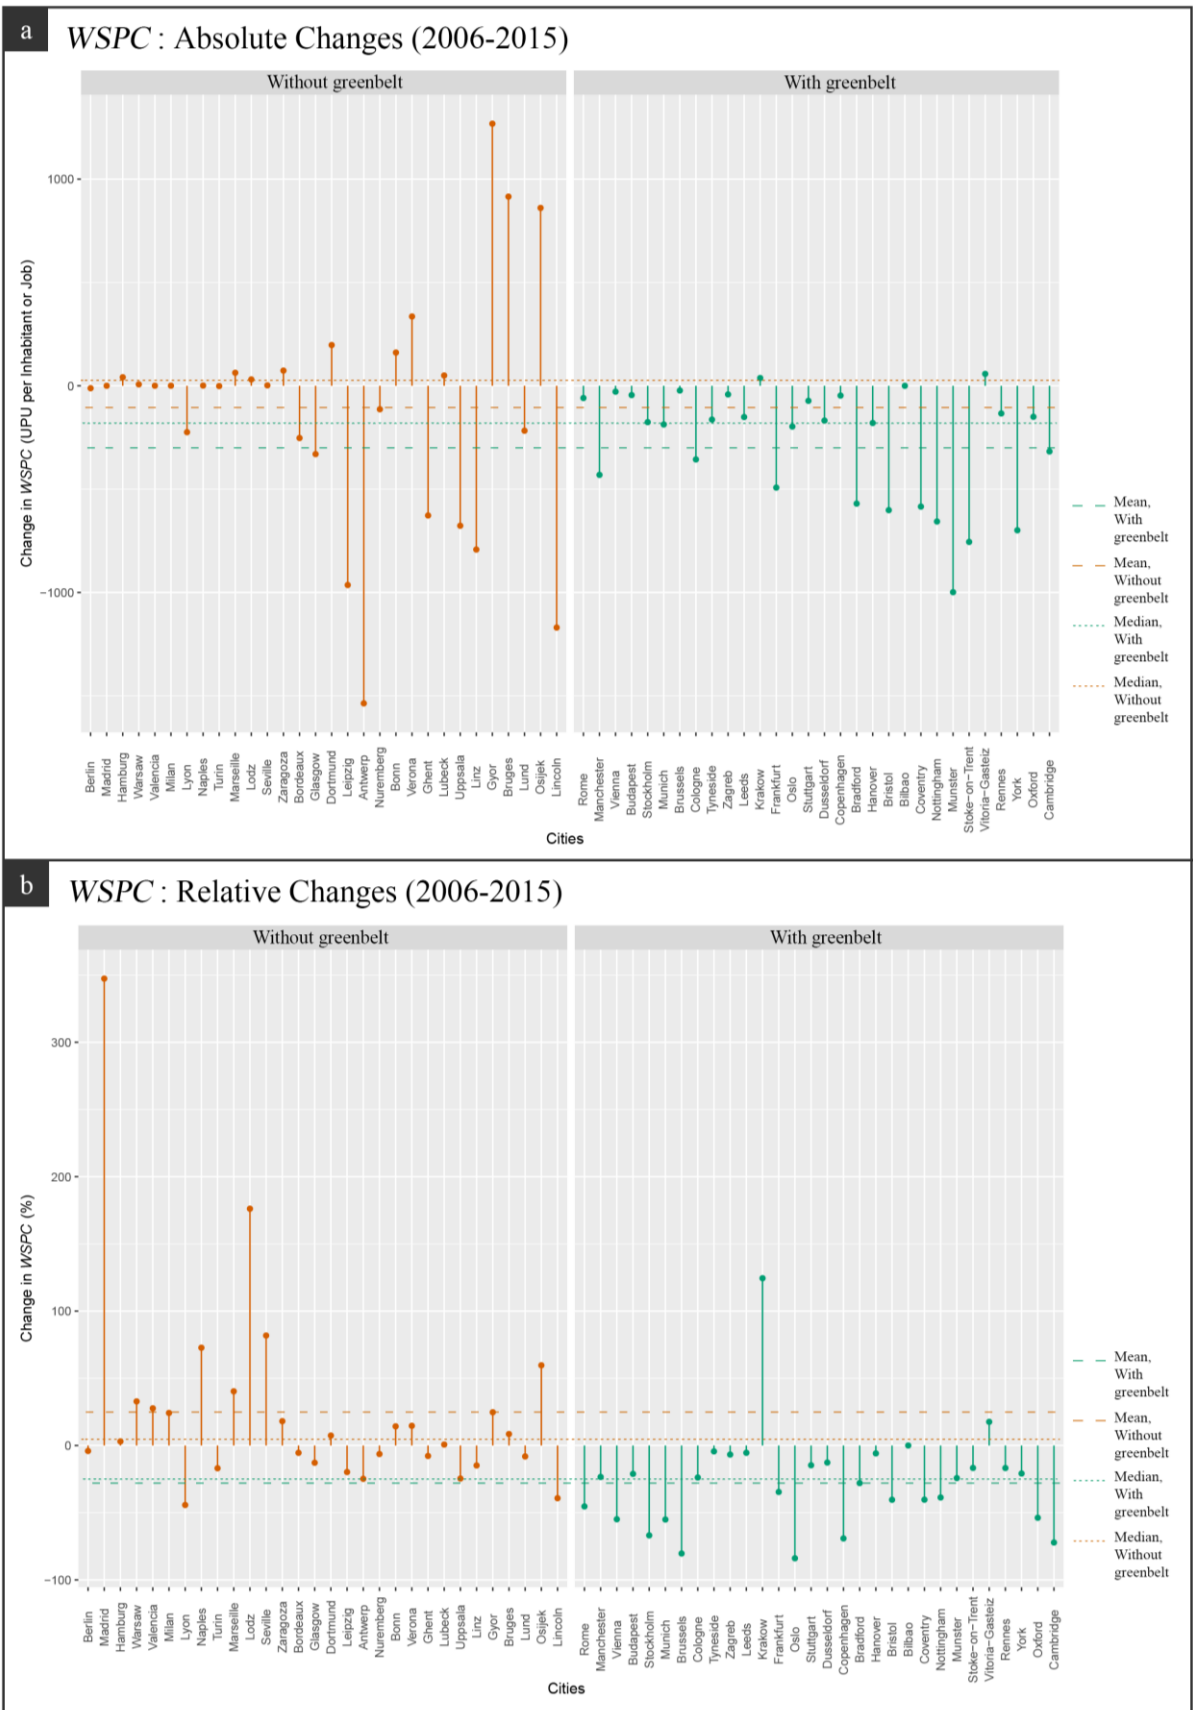 a
WSPC : Absolute Changes (2006-2015)
Without greenbelt
With greenbelt
Change in WSPC (UPU per Inhabitant or Job)
1000
0
−1000
Berlin
Madrid
Hamburg
Warsaw
Valencia
Milan
Lyon
Naples
Turin
Marseille
Lodz
Seville
Zaragoza
Bordeaux
Glasgow
Dortmund
Leipzig
Antwerp
Nuremberg
Bonn
Verona
Ghent
Lubeck
Uppsala
Linz
Gyor
Bruges
Lund
Osijek
Lincoln
Rome
Manchester
Vienna
Budapest
Stockholm
Munich
Brussels
Cologne
Tyneside
Zagreb
Leeds
Krakow
Frankfurt
Oslo
Stuttgart
Dusseldorf
Copenhagen
Bradford
Hanover
Bristol
Bilbao
Coventry
Nottingham
Munster
Stoke−on−Trent
Vitoria−Gasteiz
Rennes
York
Oxford
Cambridge
Cities
Mean,
With
greenbelt
Mean,
Without
greenbelt
Median,
With
greenbelt
Median,
Without
greenbelt
b
WSPC : Relative Changes (2006-2015)
Without greenbelt
With greenbelt
Change in WSPC (%)
300
200
100
0
−100
Berlin
Madrid
Hamburg
Warsaw
Valencia
Milan
Lyon
Naples
Turin
Marseille
Lodz
Seville
Zaragoza
Bordeaux
Glasgow
Dortmund
Leipzig
Antwerp
Nuremberg
Bonn
Verona
Ghent
Lubeck
Uppsala
Linz
Gyor
Bruges
Lund
Osijek
Lincoln
Rome
Manchester
Vienna
Budapest
Stockholm
Munich
Brussels
Cologne
Tyneside
Zagreb
Leeds
Krakow
Frankfurt
Oslo
Stuttgart
Dusseldorf
Copenhagen
Bradford
Hanover
Bristol
Bilbao
Coventry
Nottingham
Munster
Stoke−on−Trent
Vitoria−Gasteiz
Rennes
York
Oxford
Cambridge
Cities
Mean,
With
greenbelt
Mean,
Without
greenbelt
Median,
With
greenbelt
Median,
Without
greenbelt